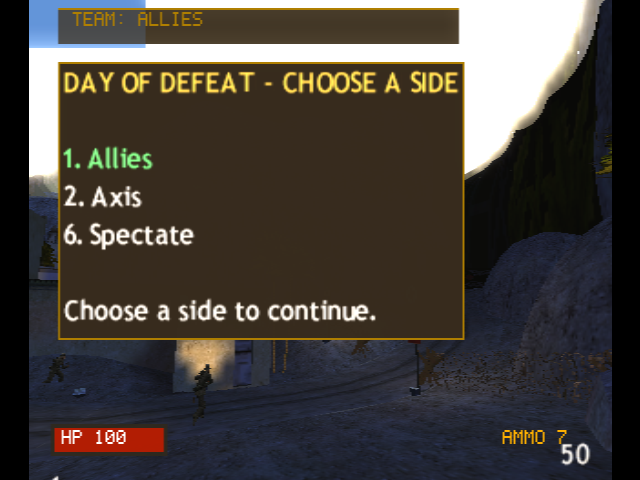 TEAM: ALLIES
DAY OF DEFEAT - CHOOSE A SIDE
1. Allies
2. Axis
6. Spectate
Choose a side to continue.
HP 100
AMMO 7
50